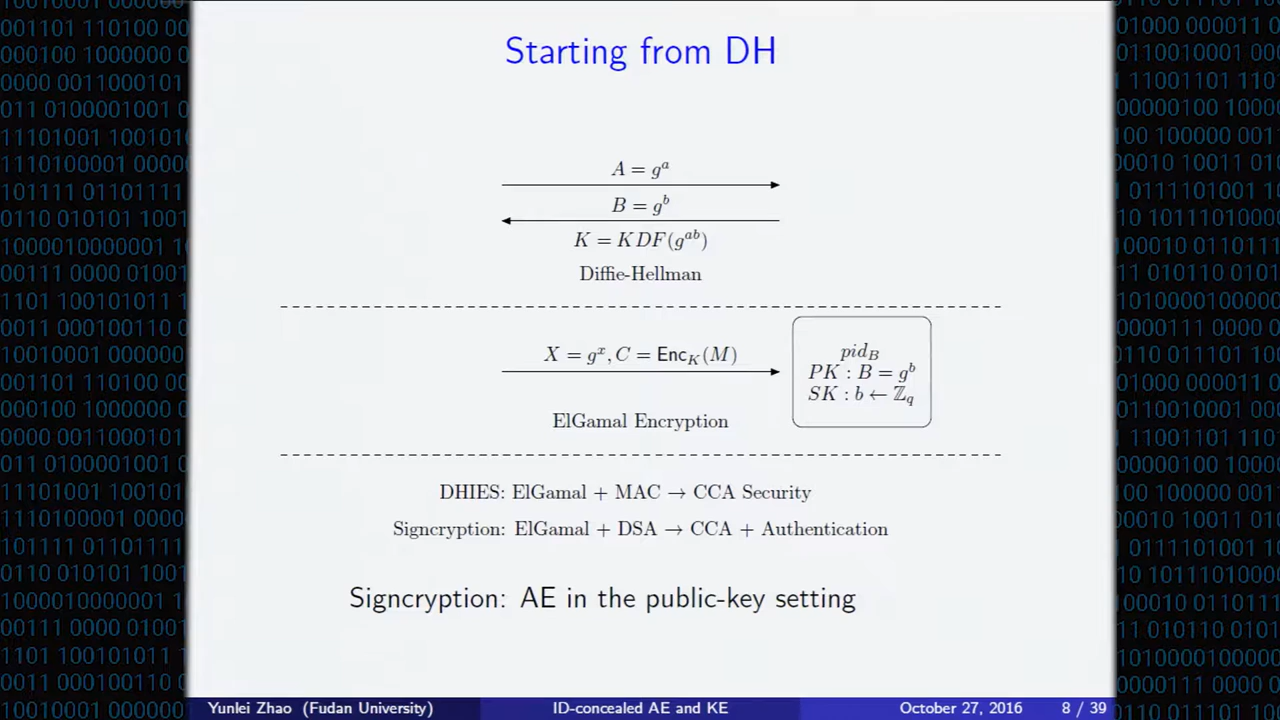 Starting from DH
A = g^a
B = g^b
K = KDF(g^{ab})
Diffie-Hellman
X = g^x, C = Enc_K(M)
pid_B
PK : B = g^b
SK : b ← ℤ_q
ElGamal Encryption
DHIES: ElGamal + MAC → CCA Security
Signcryption: ElGamal + DSA → CCA + Authentication
Signcryption: AE in the public-key setting
Yunlei Zhao (Fudan University) ID-concealed AE and KE October 27, 2016 8 / 39